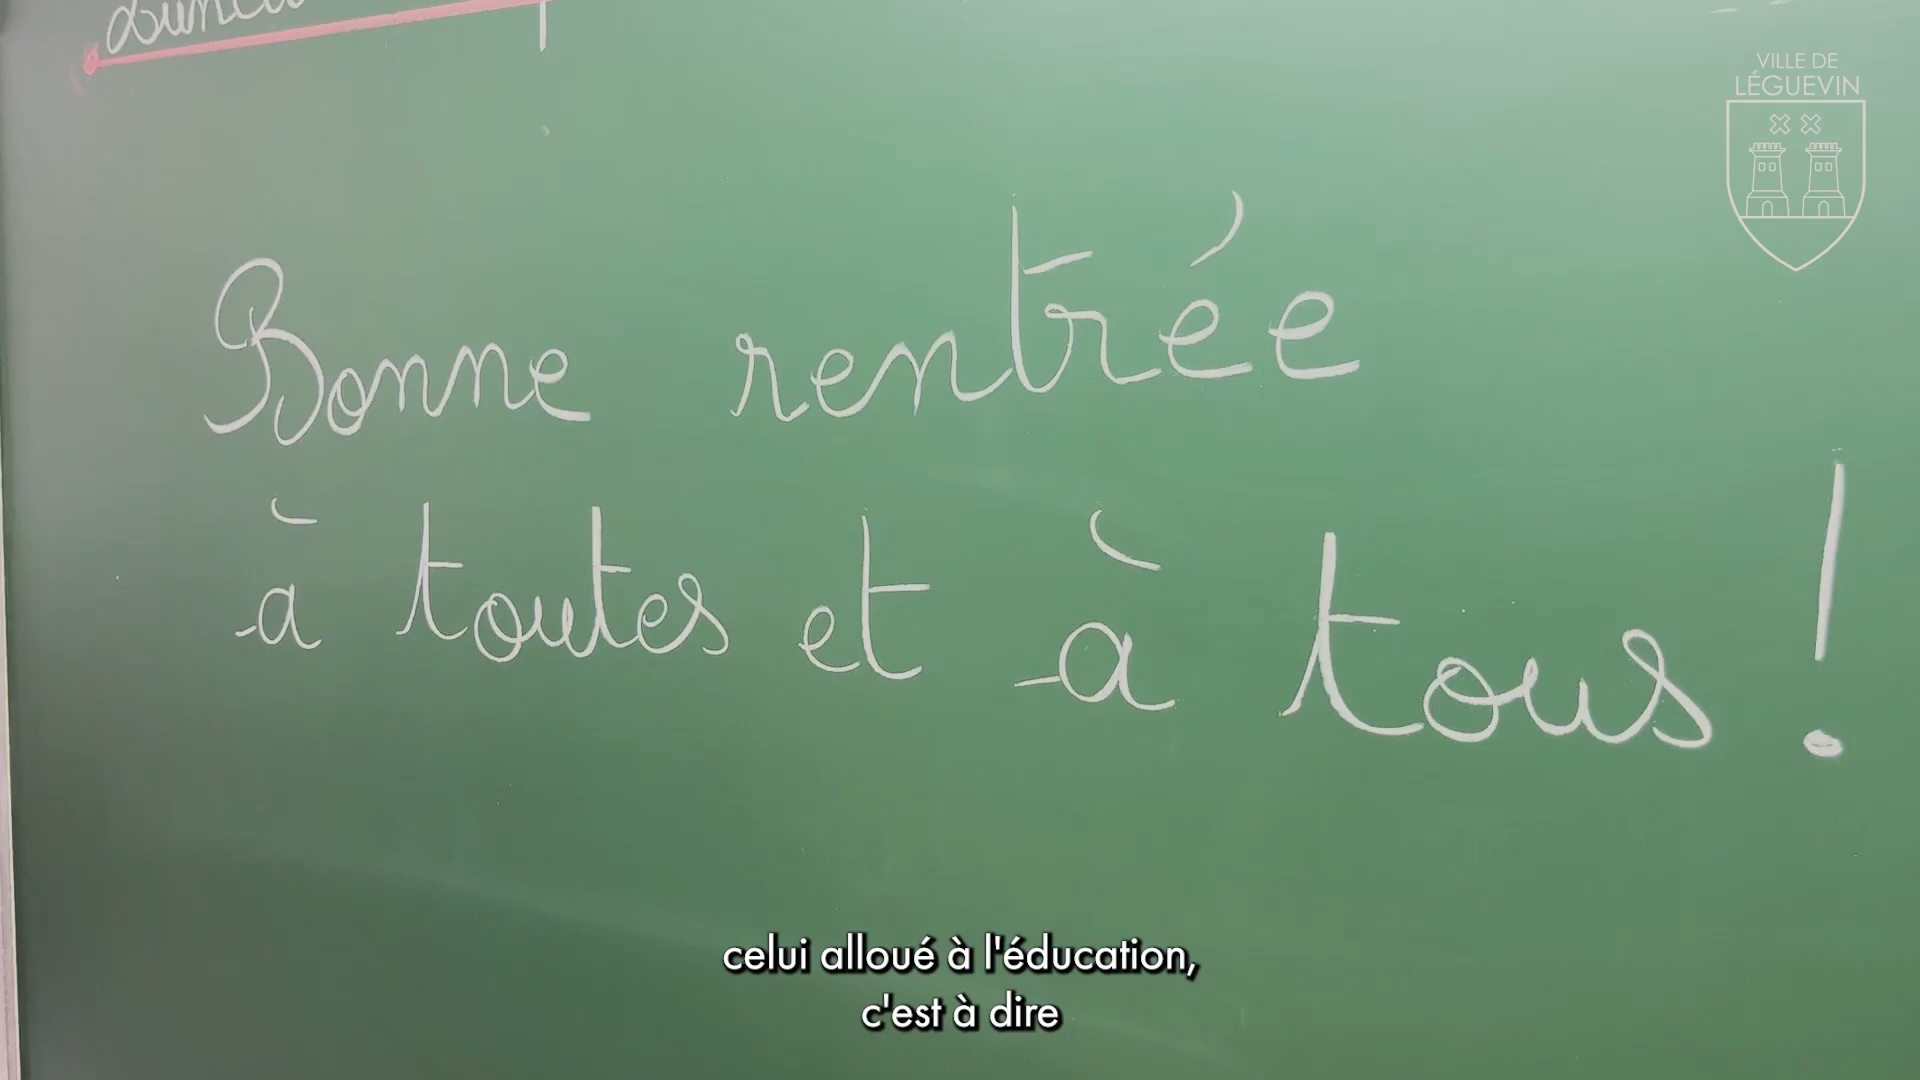 VILLE DE
LÉGUEVIN
Bonne rentrée
à toutes et à tous !
celui alloué à l'éducation,
c'est à dire